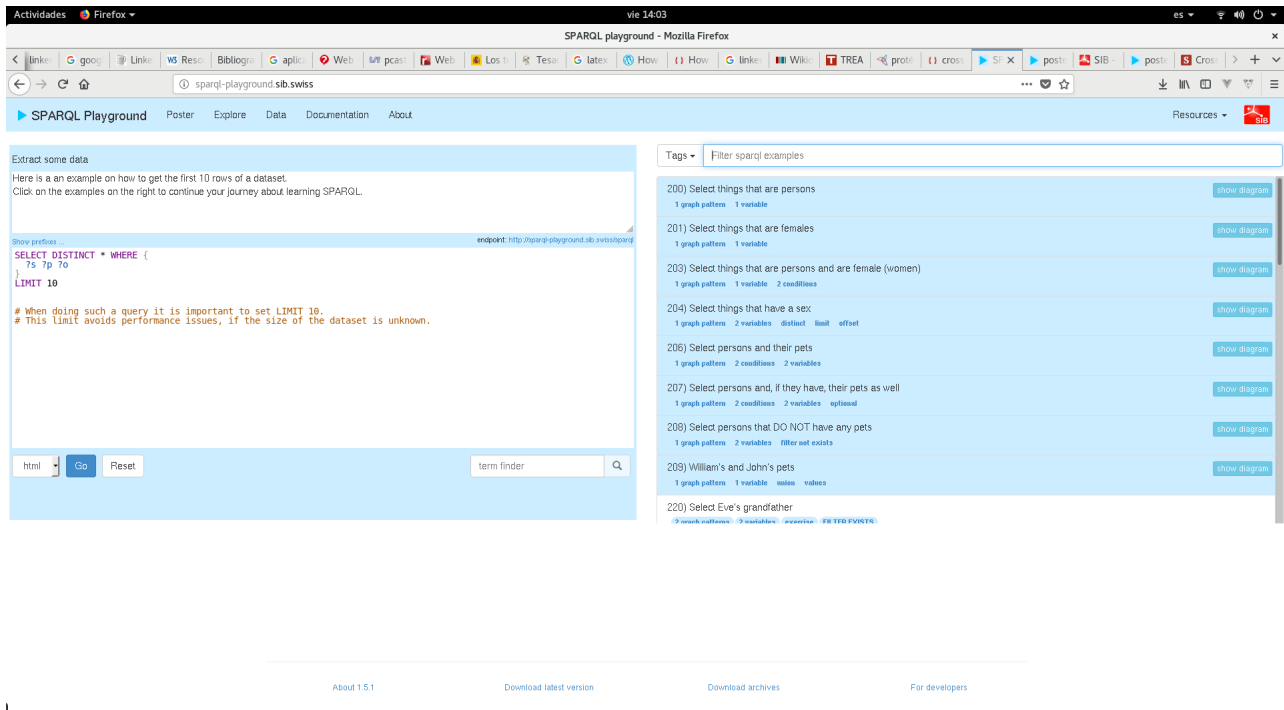 Actividades Firefox vie 14:03 es
SPARQL playground - Mozilla Firefox ×
linke goog Linke Reso Bibliogra aplica Web pcast Web Los t Tesa latex How How linke Wikic TREA proté cross SF × poste SIB - poste Cross
sparql-playground.sib.swiss
SPARQL Playground Poster Explore Data Documentation About Resources SIB
Extract some data
Here is a an example on how to get the first 10 rows of a dataset.
Click on the examples on the right to continue your journey about learning SPARQL.
Show prefixes ... endpoint: http://sparql-playground.sib.swiss/sparql
SELECT DISTINCT * WHERE {
?s ?p ?o
}
LIMIT 10
# When doing such a query it is important to set LIMIT 10.
# This limit avoids performance issues, if the size of the dataset is unknown.
html Go Reset term finder
Tags Filter sparql examples
200) Select things that are persons show diagram
1 graph pattern 1 variable
201) Select things that are females show diagram
1 graph pattern 1 variable
203) Select things that are persons and are female (women) show diagram
1 graph pattern 1 variable 2 conditions
204) Select things that have a sex show diagram
1 graph pattern 2 variables distinct limit offset
206) Select persons and their pets show diagram
1 graph pattern 2 conditions 2 variables
207) Select persons and, if they have, their pets as well show diagram
1 graph pattern 2 conditions 2 variables optional
208) Select persons that DO NOT have any pets show diagram
1 graph pattern 2 variables filter not exists
209) William's and John's pets show diagram
1 graph pattern 1 variable union values
220) Select Eve's grandfather
2 graph patterns 2 variables exercise FILTER EXISTS
About 1.5.1 Download latest version Download archives For developers